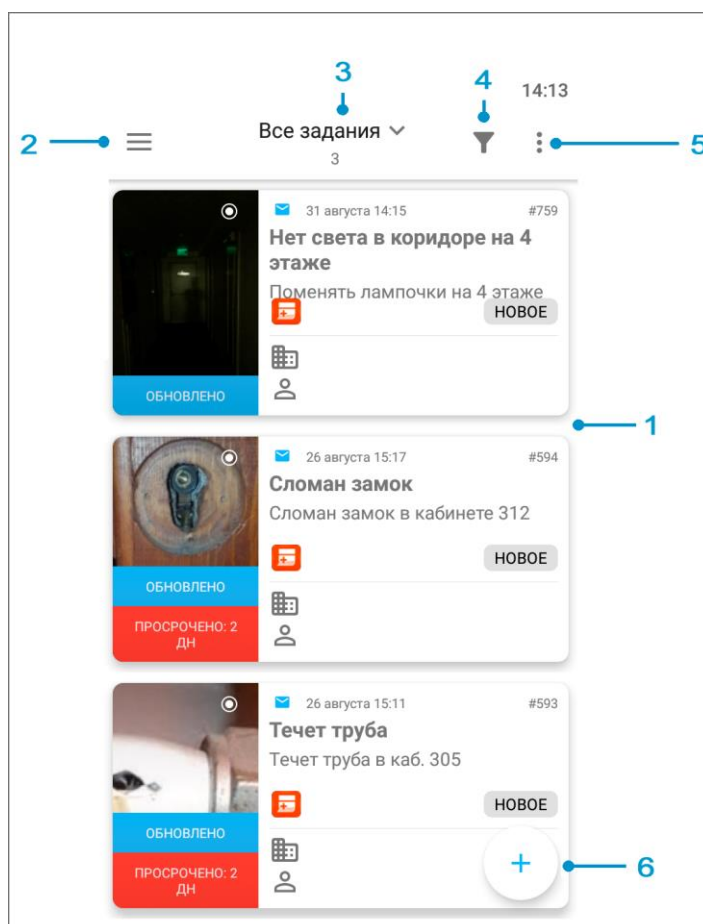 3
4
14:13
2
Все задания
5
3
31 августа 14:15
#759
Нет света в коридоре на 4
этаже
Поменять лампочки на 4 этаже
НОВОЕ
ОБНОВЛЕНО
1
26 августа 15:17
#594
Сломан замок
Сломан замок в кабинете 312
НОВОЕ
ОБНОВЛЕНО
ПРОСРОЧЕНО: 2
ДН
26 августа 15:11
#593
Течет труба
Течет труба в каб. 305
НОВОЕ
ОБНОВЛЕНО
ПРОСРОЧЕНО: 2
ДН
+
6